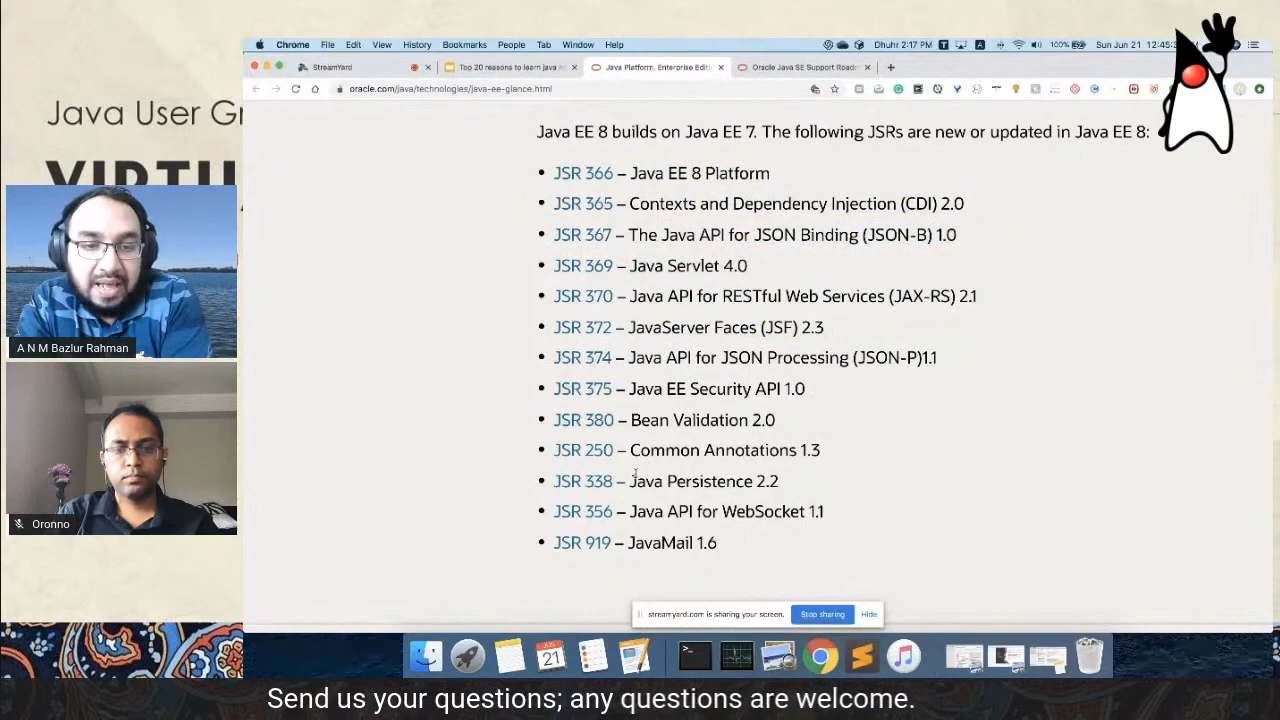 Chrome File Edit View History Bookmarks People Tab Window Help
Dhuhr 2:17 PM
100%
Sun Jun 21
StreamYard
Top 20 reasons to learn java
Java Platform, Enterprise Editi
Oracle Java SE Support Roadm
oracle.com/java/technologies/java-ee-glance.html
Java User Gr
VIRTU
Java EE 8 builds on Java EE 7. The following JSRs are new or updated in Java EE 8:
• JSR 366 – Java EE 8 Platform
• JSR 365 – Contexts and Dependency Injection (CDI) 2.0
• JSR 367 – The Java API for JSON Binding (JSON-B) 1.0
• JSR 369 – Java Servlet 4.0
• JSR 370 – Java API for RESTful Web Services (JAX-RS) 2.1
• JSR 372 – JavaServer Faces (JSF) 2.3
• JSR 374 – Java API for JSON Processing (JSON-P)1.1
• JSR 375 – Java EE Security API 1.0
• JSR 380 – Bean Validation 2.0
• JSR 250 – Common Annotations 1.3
• JSR 338 – Java Persistence 2.2
• JSR 356 – Java API for WebSocket 1.1
• JSR 919 – JavaMail 1.6
A N M Bazlur Rahman
Oronno
streamyard.com is sharing your screen.
Stop sharing
Hide
21
Send us your questions; any questions are welcome.